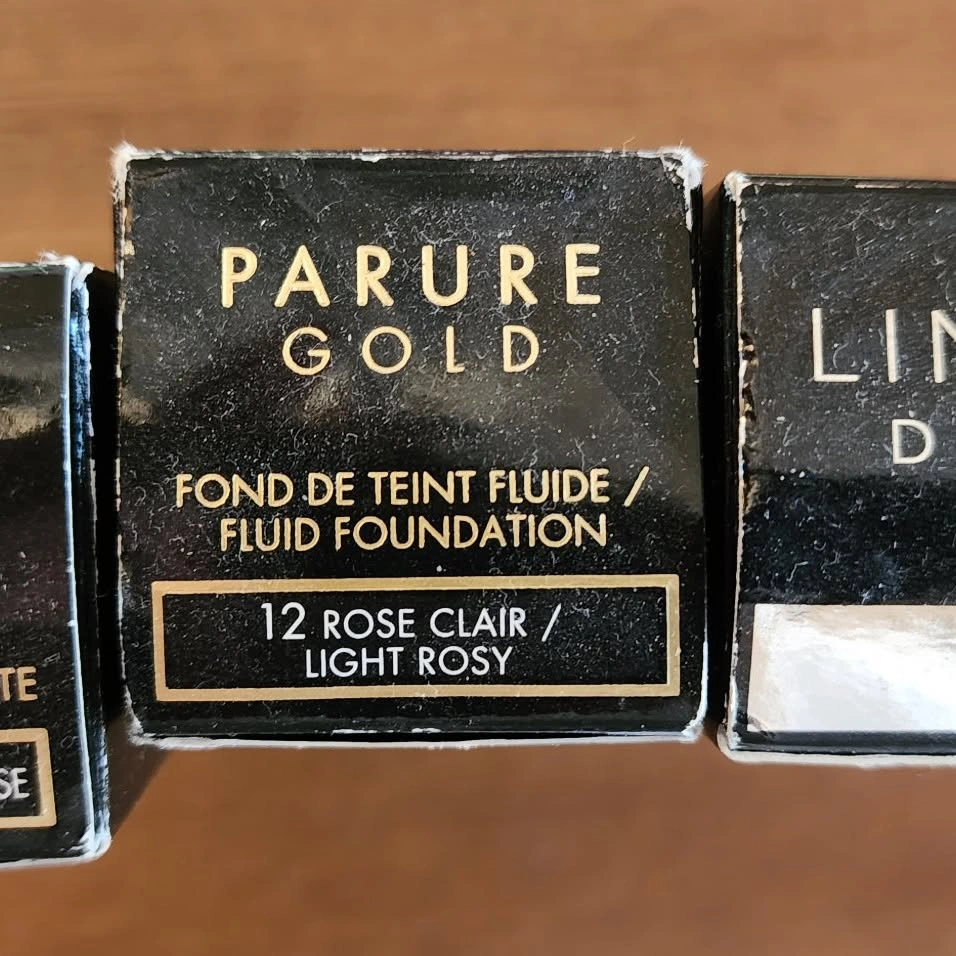 PARURE
GOLD
FOND DE TEINT FLUIDE /
FLUID FOUNDATION
12 ROSE CLAIR /
LIGHT ROSY